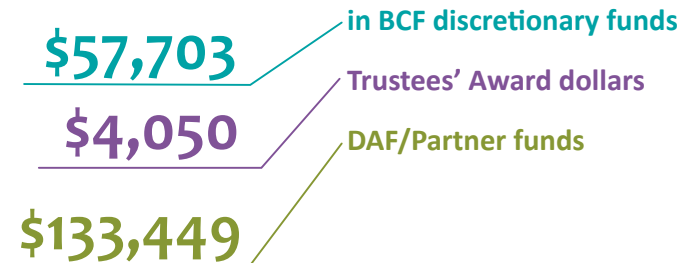 $57,703
in BCF discretionary funds
$4,050
Trustees’ Award dollars
$133,449
DAF/Partner funds